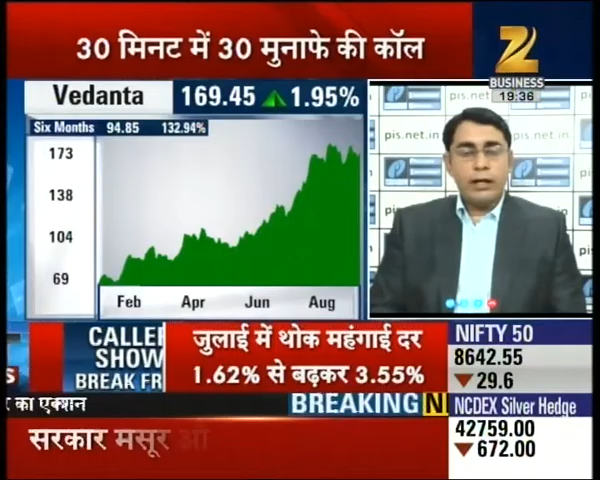 30 मिनट में 30 मुनाफे की कॉल
Z
BUSINESS
19:36
Vedanta 169.45 1.95%
Six Months 94.85 132.94%
173
138
104
69
Feb Apr Jun Aug
pis.net.in
CALLER
SHOW
BREAK FR
जुलाई में थोक महंगाई दर
1.62% से बढ़कर 3.55%
NIFTY 50
8642.55
29.6
र का एक्शन
BREAKING N
NCDEX Silver Hedge
42759.00
672.00
सरकार मसूर